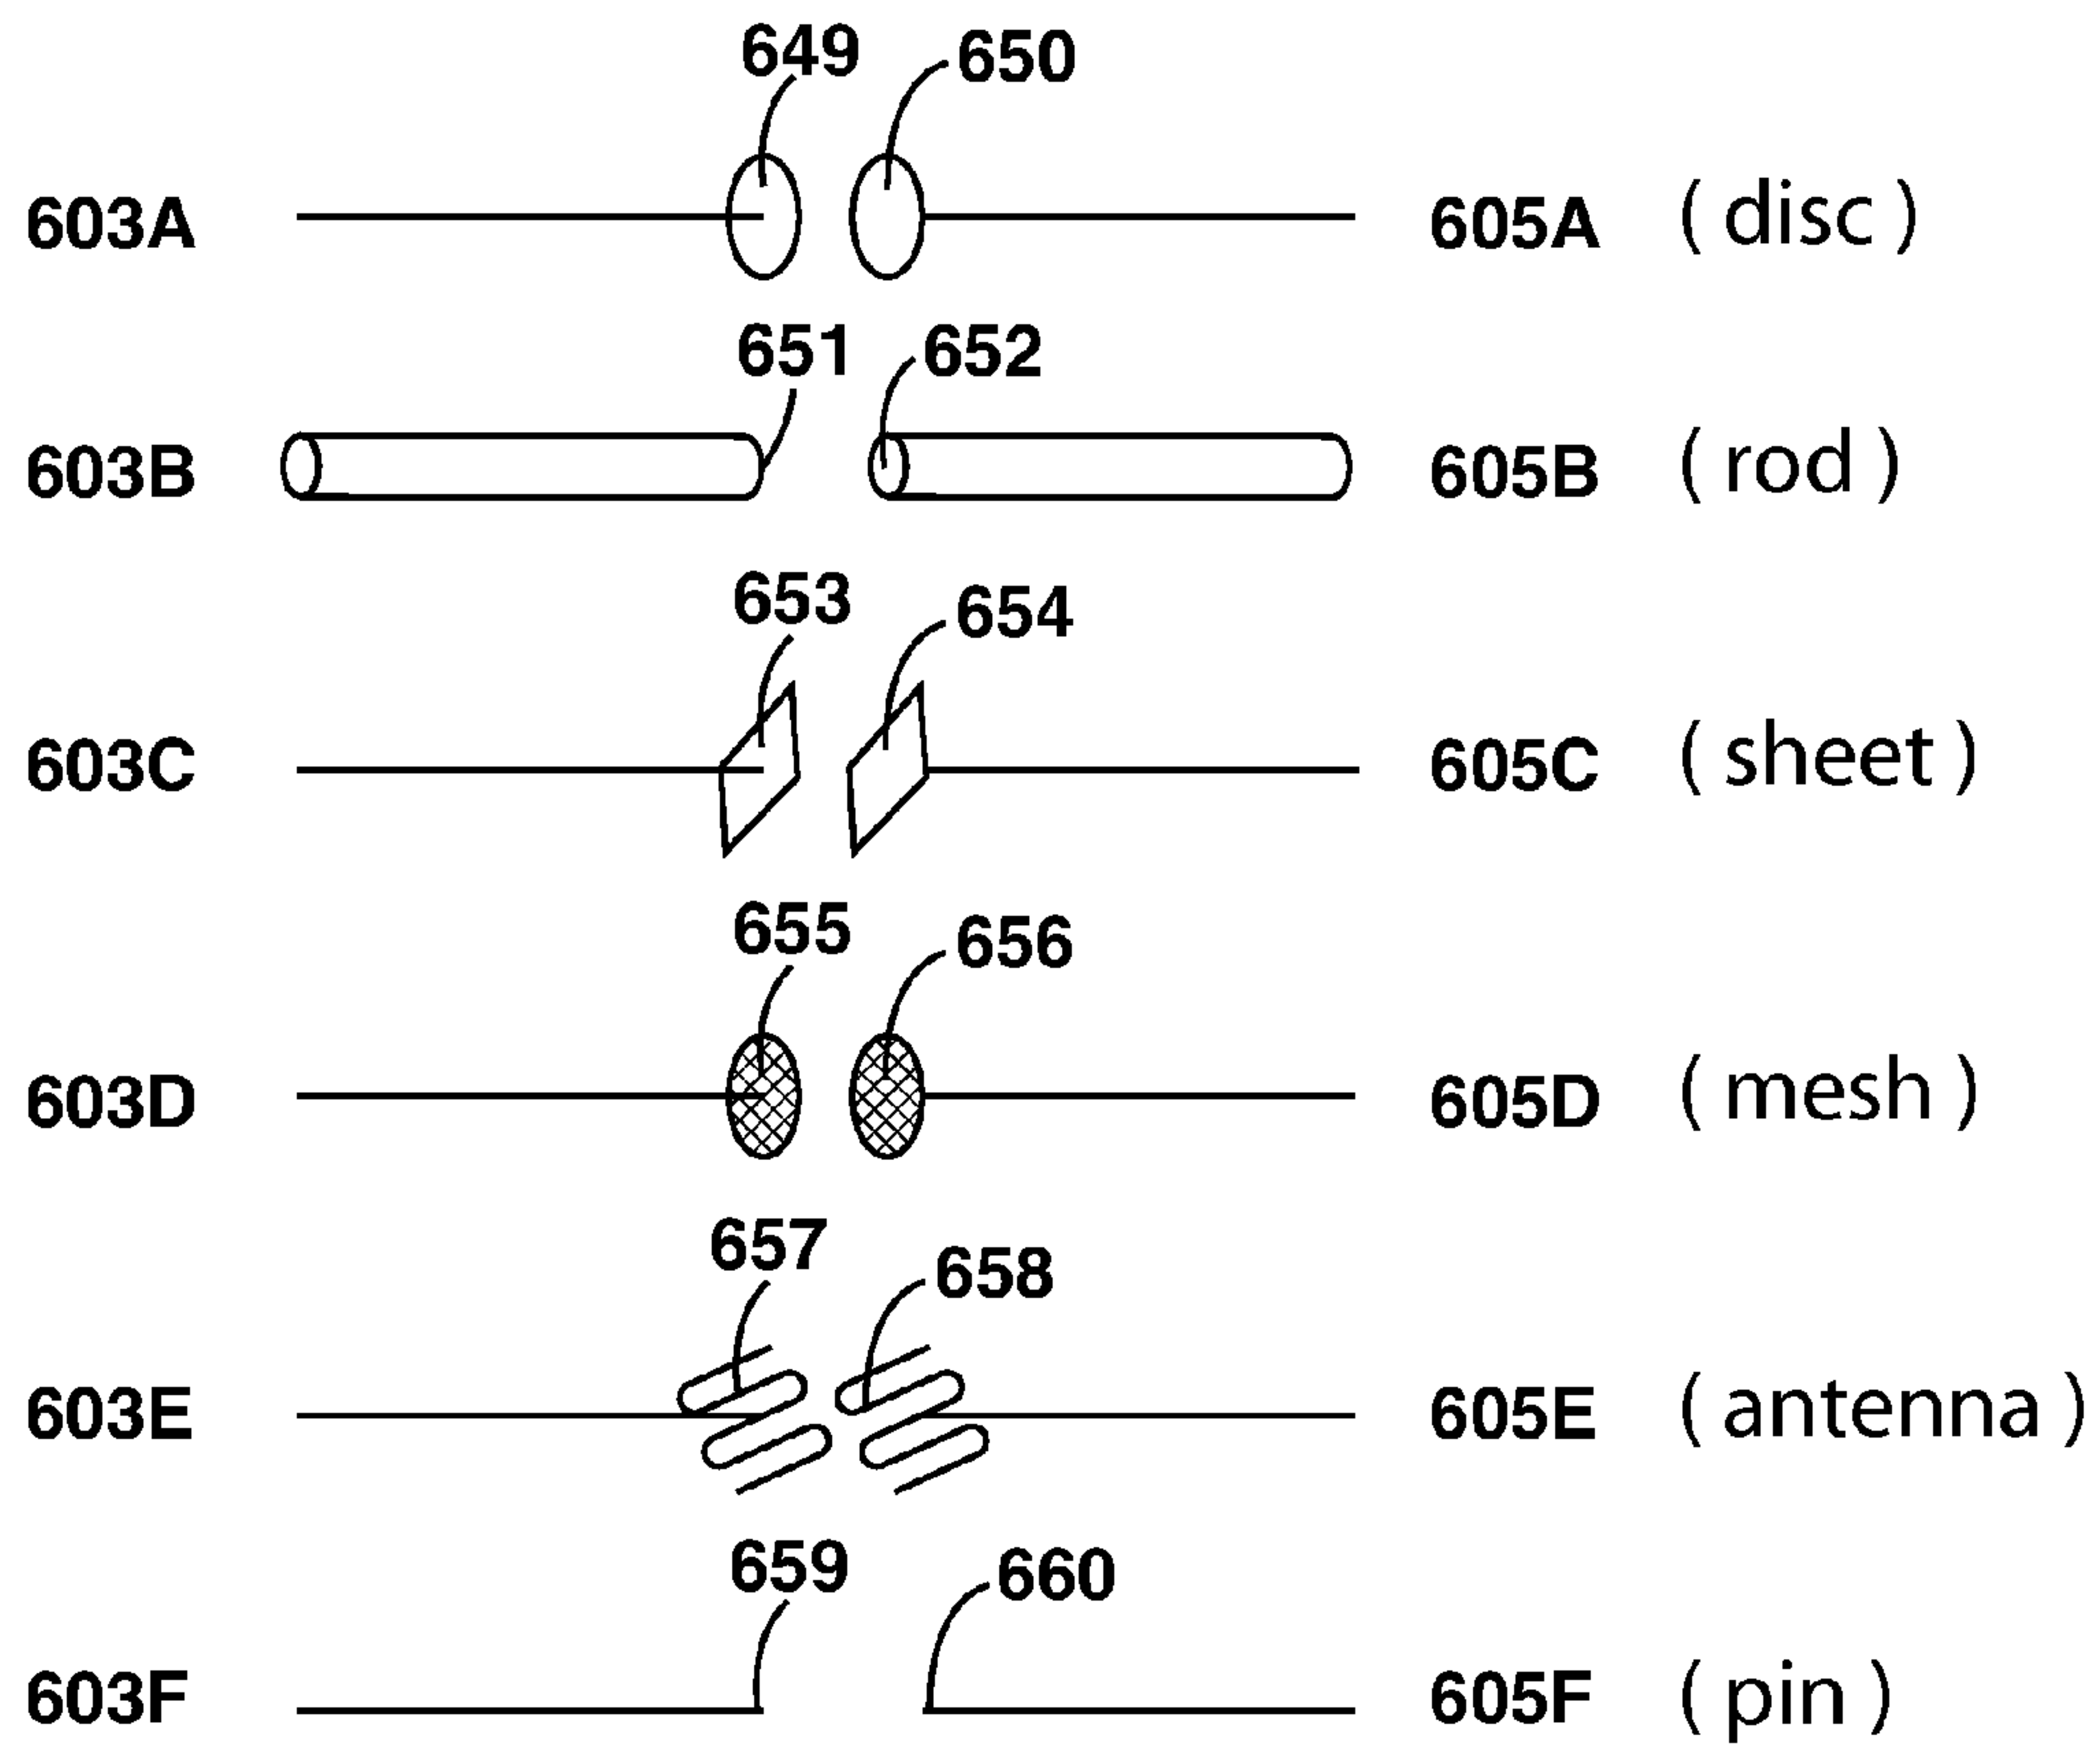 649 650
603A 605A ( disc )
651 652
603B 605B ( rod )
653 654
603C 605C ( sheet )
655 656
603D 605D ( mesh )
657 658
603E 605E ( antenna )
659 660
603F 605F ( pin )